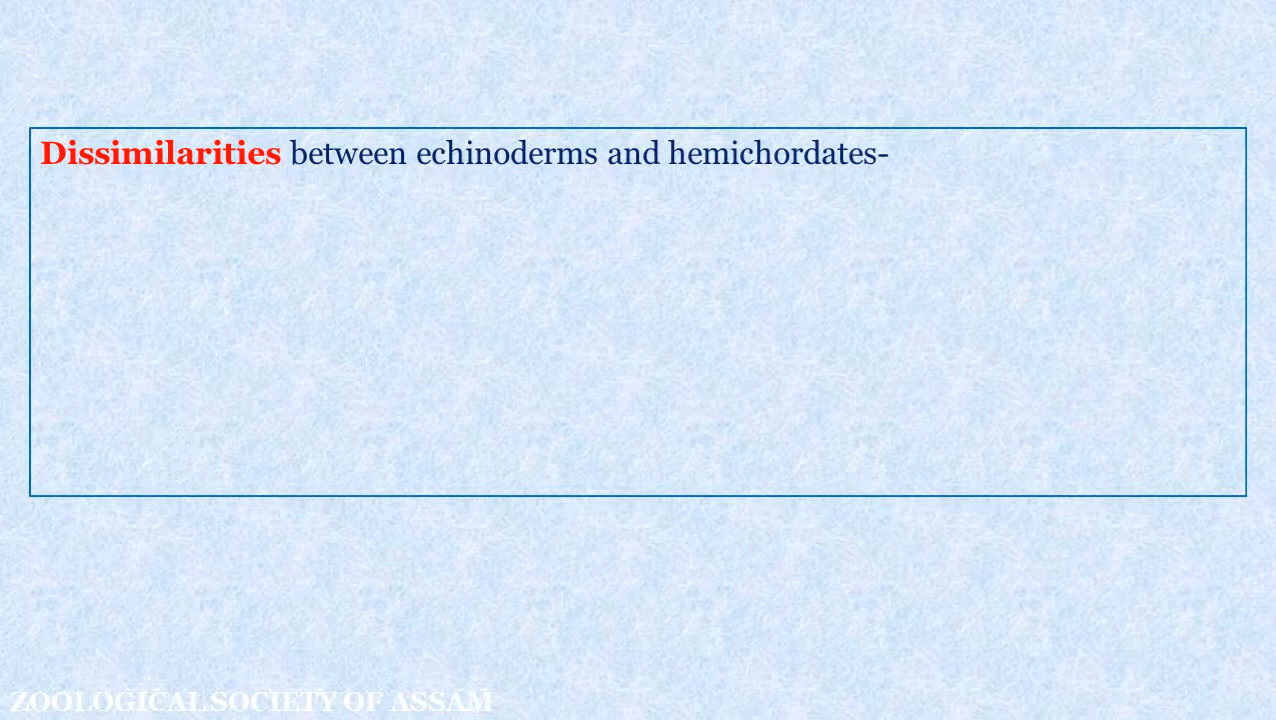 Dissimilarities between echinoderms and hemichordates-
ZOOLOGICAL SOCIETY OF ASSAM